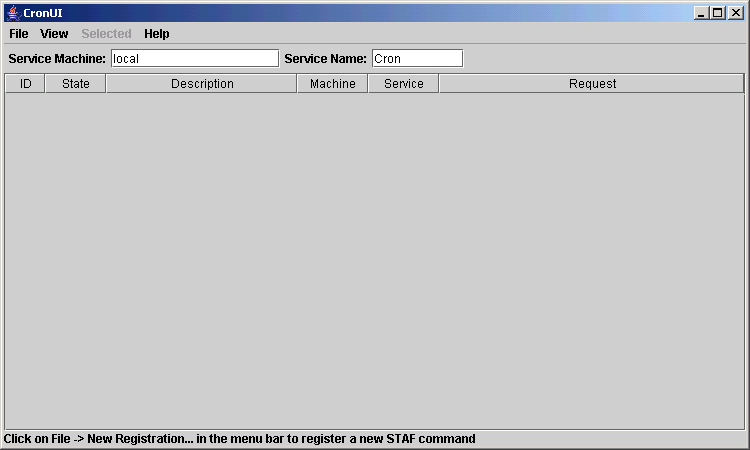 CronUI
File View Selected Help
Service Machine: local Service Name: Cron
ID State Description Machine Service Request
Click on File -> New Registration... in the menu bar to register a new STAF command